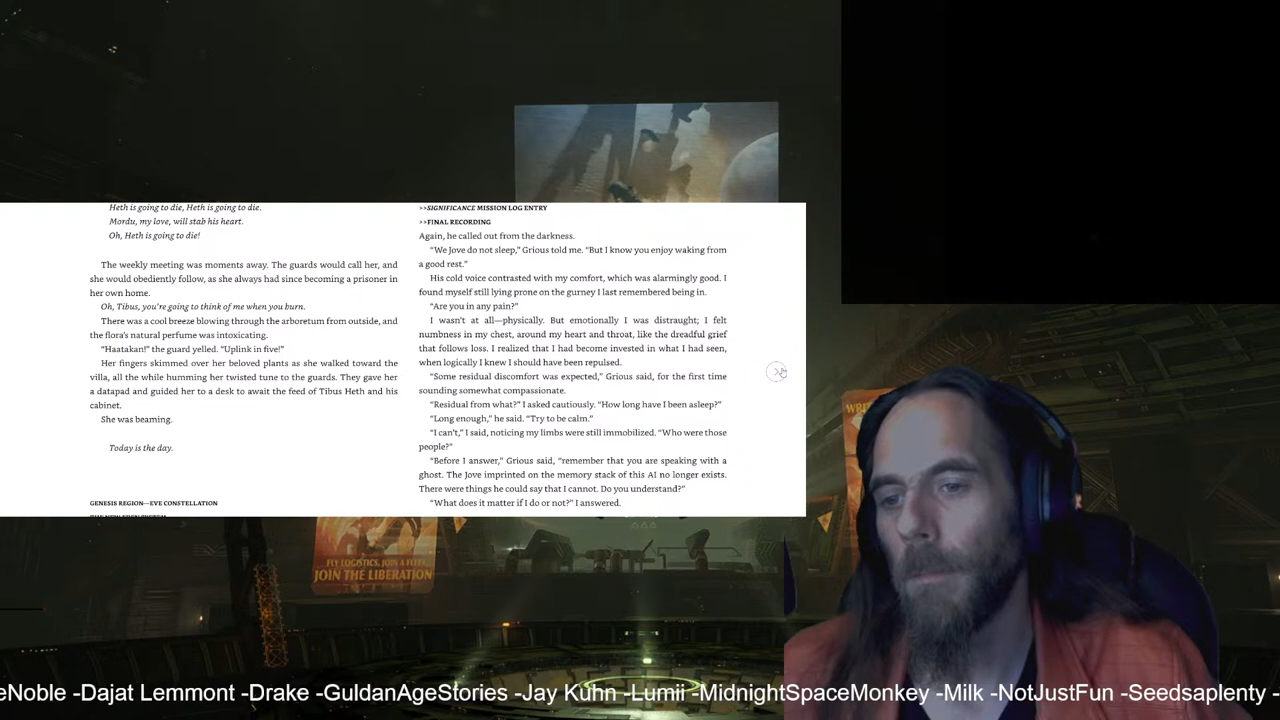 Heth is going to die, Heth is going to die.
Mordu, my love, will stab his heart.
Oh, Heth is going to die!
The weekly meeting was moments away. The guards would call her, and
she would obediently follow, as she always had since becoming a prisoner in
her own home.
Oh, Tibus, you're going to think of me when you burn.
There was a cool breeze blowing through the arboretum from outside, and
the flora's natural perfume was intoxicating.
“Haatakan!” the guard yelled. “Uplink in five!”
Her fingers skimmed over her beloved plants as she walked toward the
villa, all the while humming her twisted tune to the guards. They gave her
a datapad and guided her to a desk to await the feed of Tibus Heth and his
cabinet.
She was beaming.
Today is the day.
GENESIS REGION—EVE CONSTELLATION
THE NEW EDEN SYSTEM
>>SIGNIFICANCE MISSION LOG ENTRY
>>FINAL RECORDING
Again, he called out from the darkness.
“We Jove do not sleep,” Grious told me. “But I know you enjoy waking from
a good rest.”
His cold voice contrasted with my comfort, which was alarmingly good. I
found myself still lying prone on the gurney I last remembered being in.
“Are you in any pain?”
I wasn't at all—physically. But emotionally I was distraught; I felt
numbness in my chest, around my heart and throat, like the dreadful grief
that follows loss. I realized that I had become invested in what I had seen,
when logically I knew I should have been repulsed.
“Some residual discomfort was expected,” Grious said, for the first time
sounding somewhat compassionate.
“Residual from what?” I asked cautiously. “How long have I been asleep?”
“Long enough,” he said. “Try to be calm.”
“I can't,” I said, noticing my limbs were still immobilized. “Who were those
people?”
“Before I answer,” Grious said, “remember that you are speaking with a
ghost. The Jove imprinted on the memory stack of this AI no longer exists.
There were things he could say that I cannot. Do you understand?”
“What does it matter if I do or not?” I answered.
FLY LOGISTICS, JOIN A FLEET
JOIN THE LIBERATION
eNoble -Dajat Lemmont -Drake -GuldanAgeStories -Jay Kuhn -Lumii -MidnightSpaceMonkey -Milk -NotJustFun -Seedsaplenty -